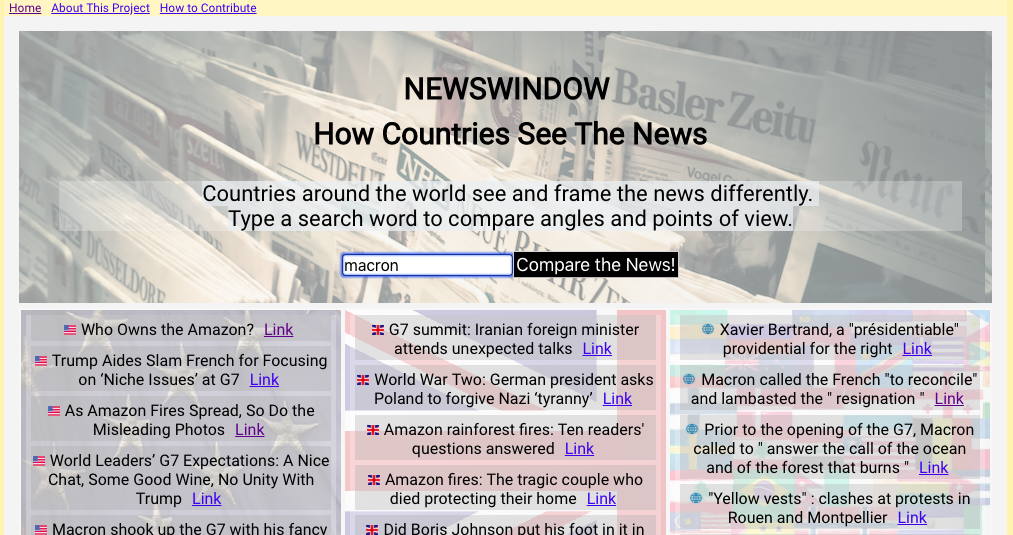 Home About This Project How to Contribute
NEWSWINDOW
How Countries See The News
Basler Zeitu
WESTDEUT
Vogel
Neue
DÜSSELDORF
Countries around the world see and frame the news differently.
Type a search word to compare angles and points of view.
macron Compare the News!
Who Owns the Amazon? Link
Trump Aides Slam French for Focusing
on ‘Niche Issues’ at G7 Link
As Amazon Fires Spread, So Do the
Misleading Photos Link
World Leaders’ G7 Expectations: A Nice
Chat, Some Good Wine, No Unity With
Trump Link
Macron shook up the G7 with his fancy
G7 summit: Iranian foreign minister
attends unexpected talks Link
World War Two: German president asks
Poland to forgive Nazi ‘tyranny’ Link
Amazon rainforest fires: Ten readers'
questions answered Link
Amazon fires: The tragic couple who
died protecting their home Link
Did Boris Johnson put his foot in it in
Xavier Bertrand, a "présidentiable"
providential for the right Link
Macron called the French "to reconcile"
and lambasted the " resignation " Link
Prior to the opening of the G7, Macron
called to " answer the call of the ocean
and of the forest that burns " Link
"Yellow vests" : clashes at protests in
Rouen and Montpellier Link